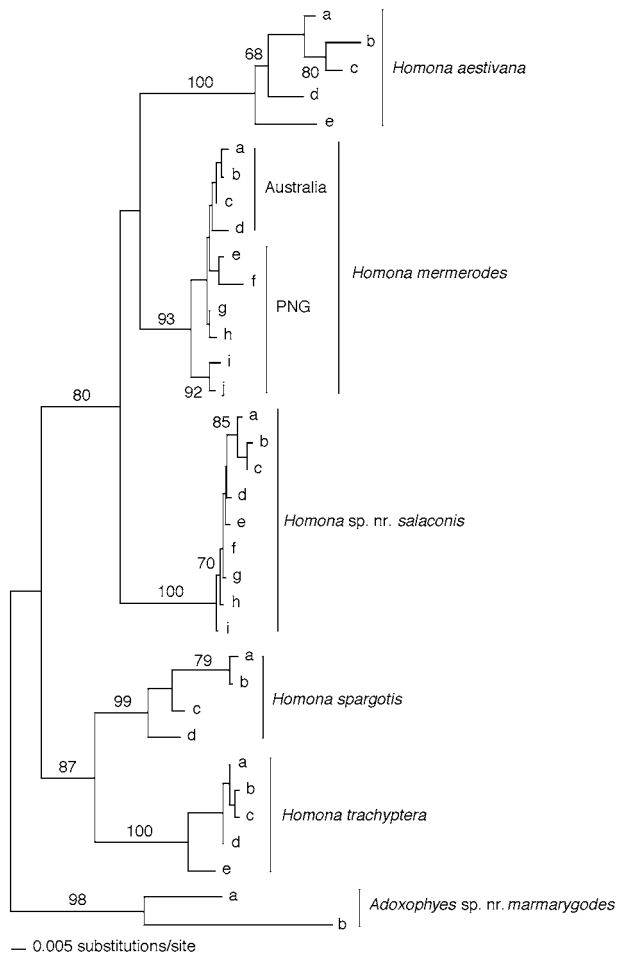 a
b
68
80
c
Homona aestivana
100
d
e
a
b
Australia
c
d
e
Homona mermerodes
f
g
PNG
93
h
i
92
j
80
a
85
b
c
d
e
Homona sp. nr. salaconis
f
70
g
100
h
i
a
79
b
Homona spargotis
99
c
d
a
87
b
c
Homona trachyptera
100
d
e
a
98
Adoxophyes sp. nr. marmarygodes
b
0.005 substitutions/site